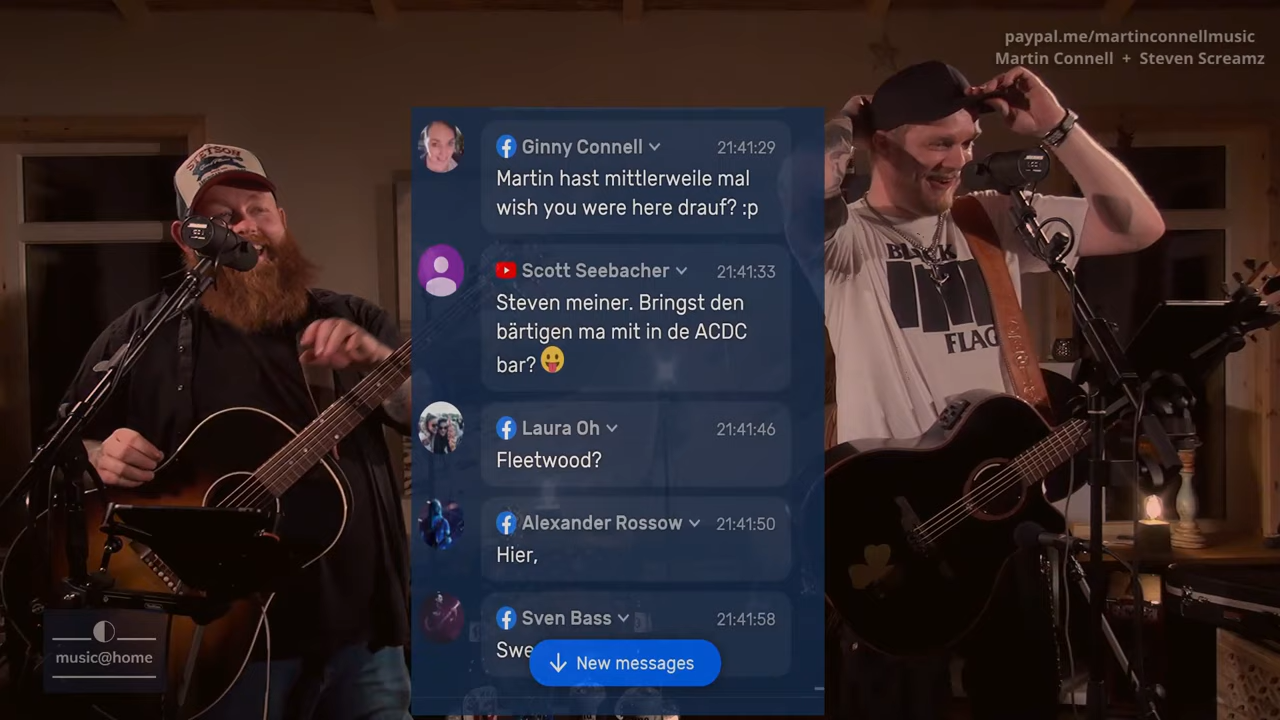 paypal.me/martinconnellmusic
Martin Connell + Steven Screamz
STETSON
Ginny Connell 21:41:29
Martin hast mittlerweile mal
wish you were here drauf? :p
Scott Seebacher 21:41:33
Steven meiner. Bringst den
bärtigen ma mit in de ACDC
bar? 😛
Laura Oh 21:41:46
Fleetwood?
Alexander Rossow 21:41:50
Hier,
Sven Bass 21:41:58
New messages
BLACK
FLAG
music@home